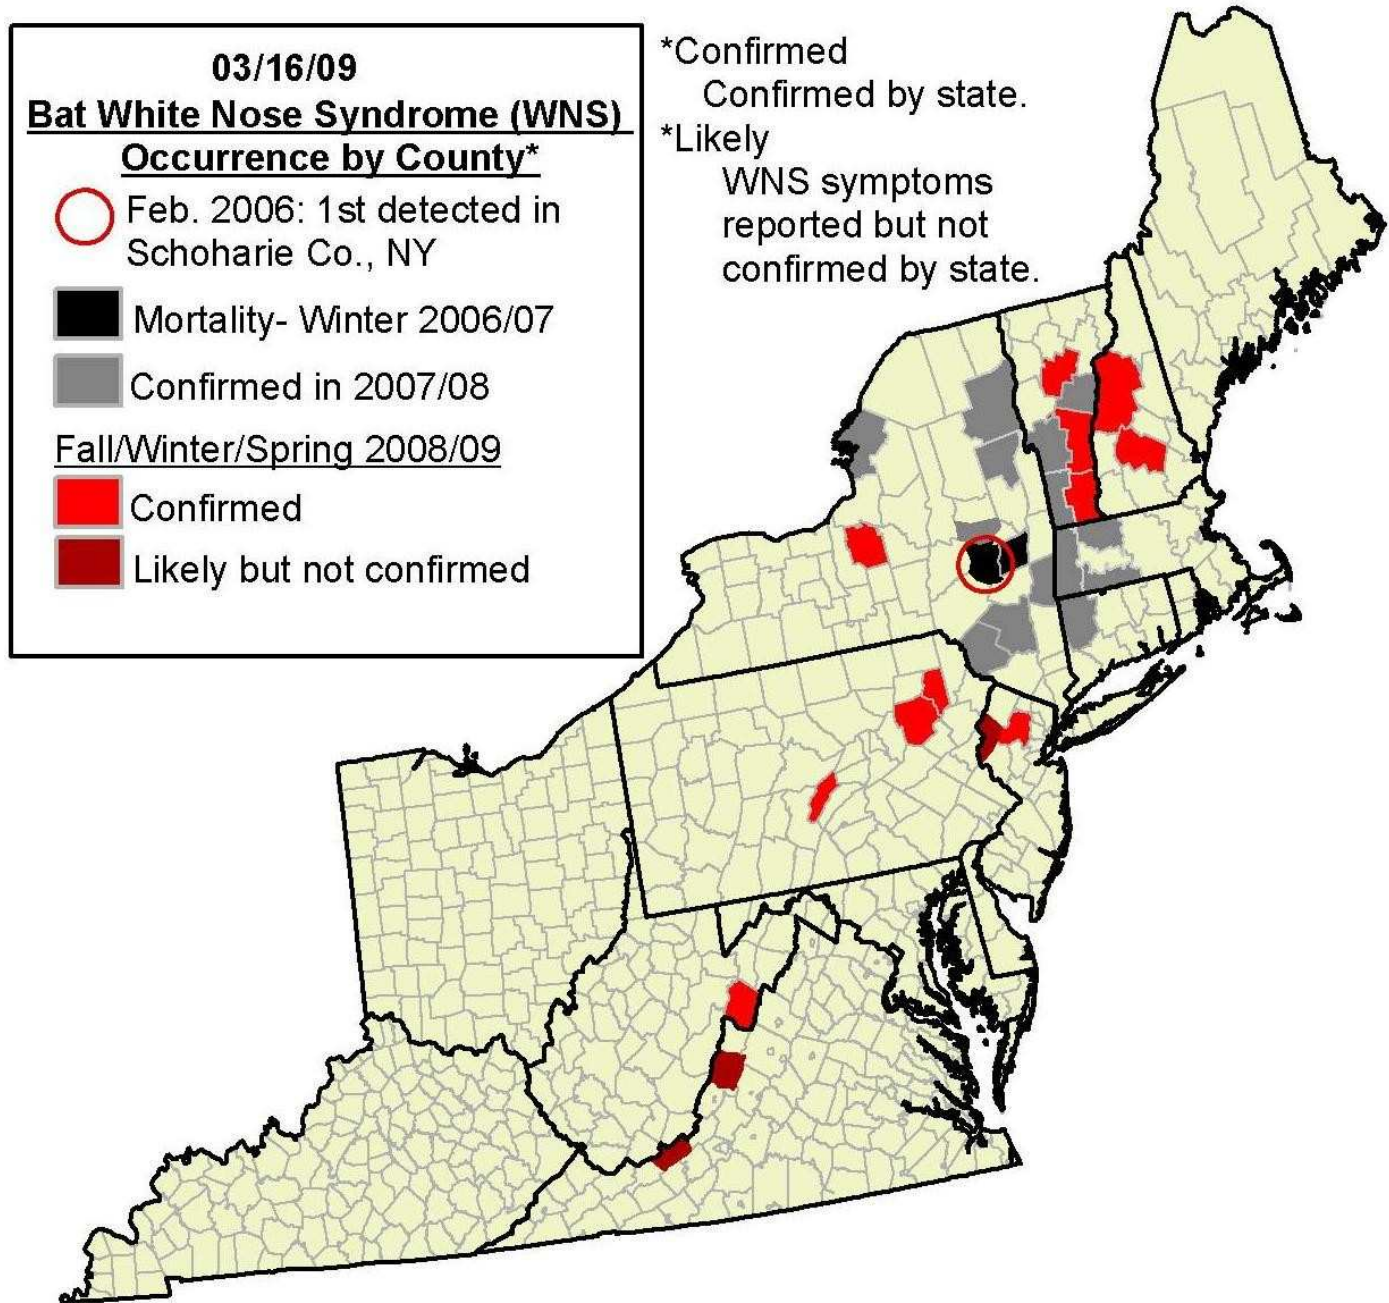 03/16/09
Bat White Nose Syndrome (WNS)
Occurrence by County*
Feb. 2006: 1st detected in
Schoharie Co., NY
Mortality- Winter 2006/07
Confirmed in 2007/08
Fall/Winter/Spring 2008/09
Confirmed
Likely but not confirmed
*Confirmed
Confirmed by state.
*Likely
WNS symptoms
reported but not
confirmed by state.